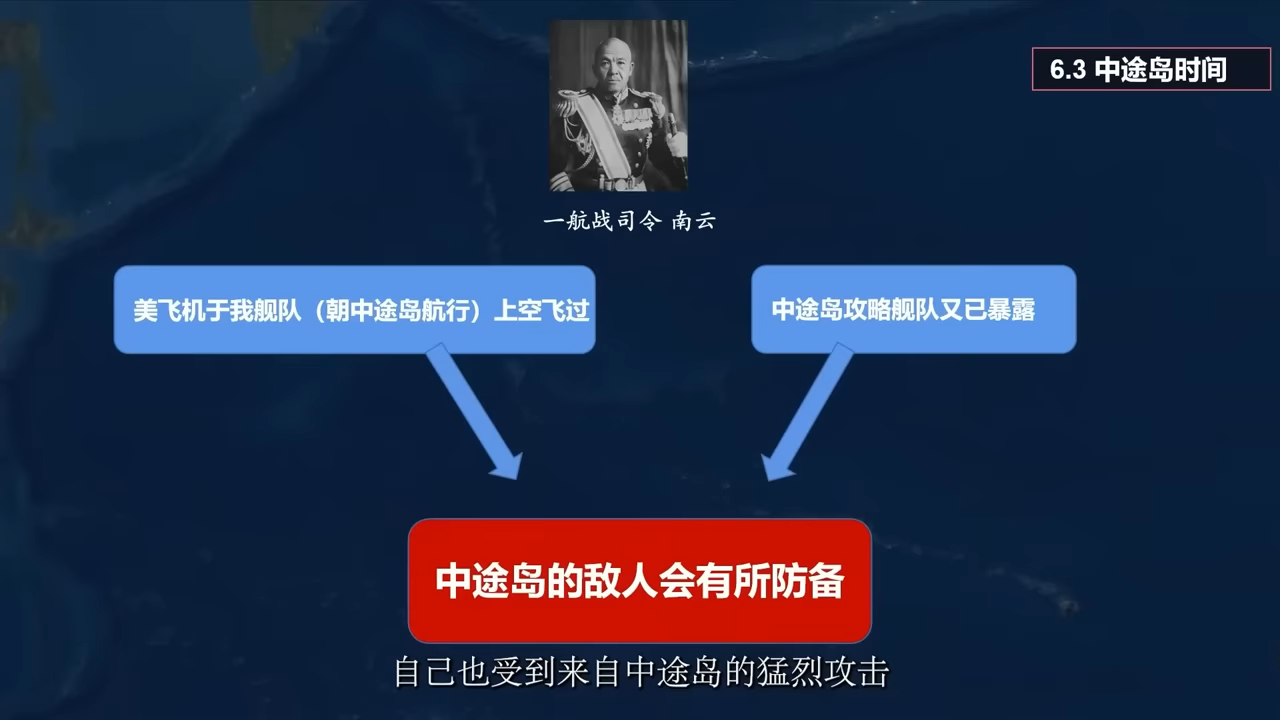 6.3 中途岛时间
一航战司令 南云
美飞机于我舰队（朝中途岛航行）上空飞过
中途岛攻略舰队又已暴露
中途岛的敌人会有所防备
自己也受到来自中途岛的猛烈攻击